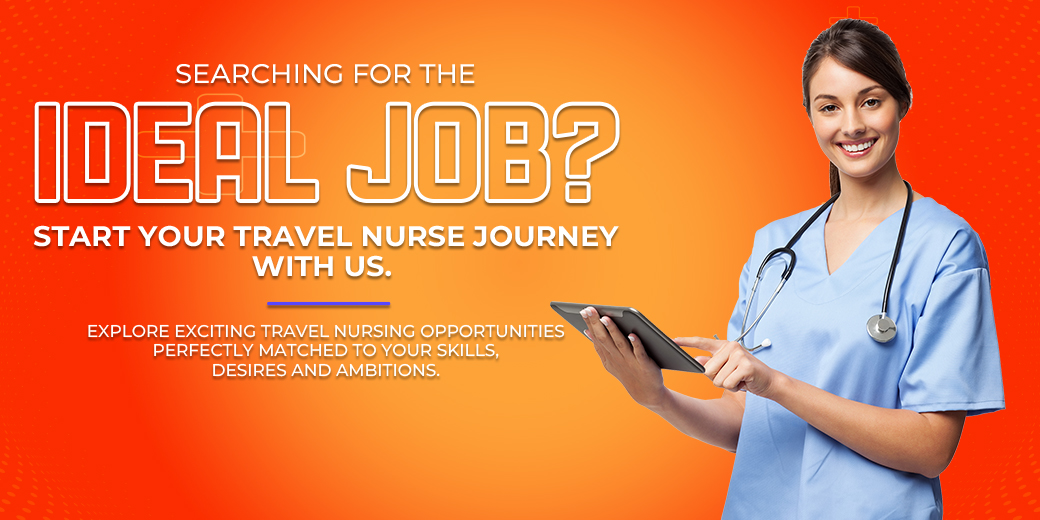 SEARCHING FOR THE
IDEAL JOB?
START YOUR TRAVEL NURSE JOURNEY
WITH US.
EXPLORE EXCITING TRAVEL NURSING OPPORTUNITIES
PERFECTLY MATCHED TO YOUR SKILLS,
DESIRES AND AMBITIONS.